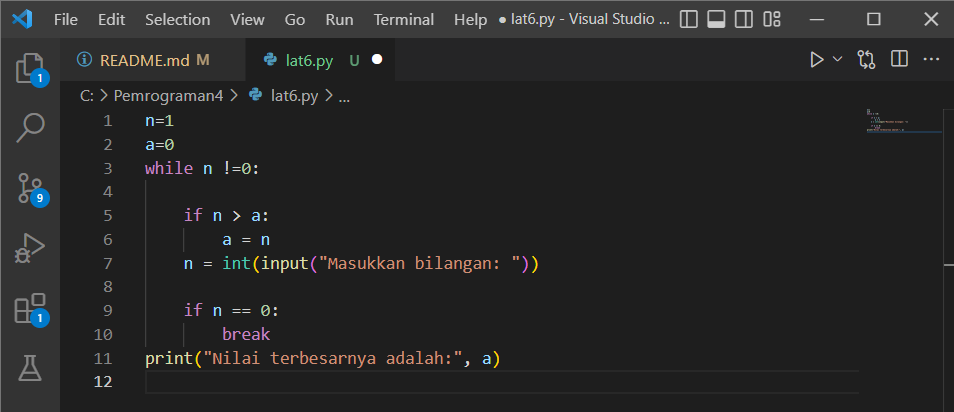 File Edit Selection View Go Run Terminal Help ● lat6.py - Visual Studio ...
README.md M lat6.py U ●
C: > Pemrograman4 > lat6.py > ...
1 n=1
2 a=0
3 while n !=0:
4
5 if n > a:
6 a = n
7 n = int(input("Masukkan bilangan: "))
8
9 if n == 0:
10 break
11 print("Nilai terbesarnya adalah:", a)
12
1
9
1